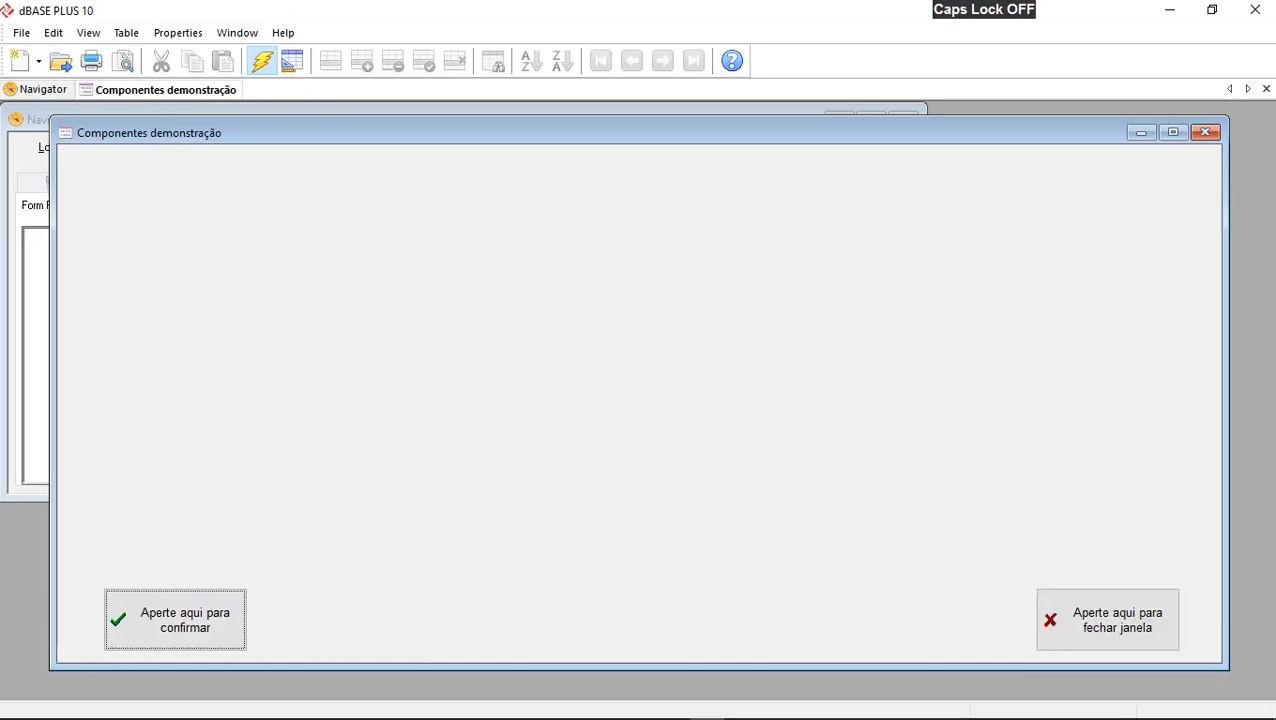 dBASE PLUS 10
Caps Lock OFF
File Edit View Table Properties Window Help
Navigator Componentes demonstração
Componentes demonstração
Form
Aperte aqui para
confirmar
Aperte aqui para
fechar janela